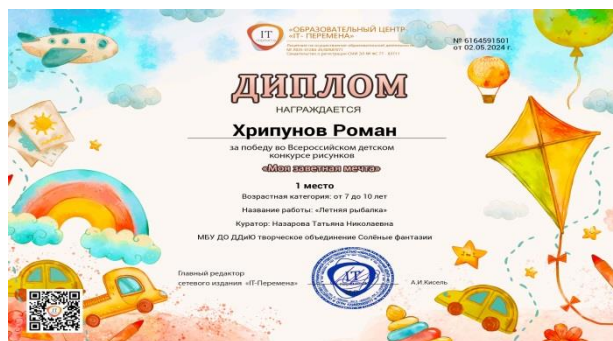 IT
«ОБРАЗОВАТЕЛЬНЫЙ ЦЕНТР
«IT- ПЕРЕМЕНА»
№ 6164591501
от 02.05.2024 г.
ДИПЛОМ
НАГРАЖДАЕТСЯ
Хрипунов Роман
за победу во Всероссийском детском
конкурсе рисунков
«Моя заветная мечта»
1 место
Возрастная категория: от 7 до 10 лет
Название работы: «Летняя рыбалка»
Куратор: Назарова Татьяна Николаевна
МБУ ДО ДДиЮ творческое объединение Солёные фантазии
Главный редактор
сетевого издания «IT-Перемена»
А.И.Кисель